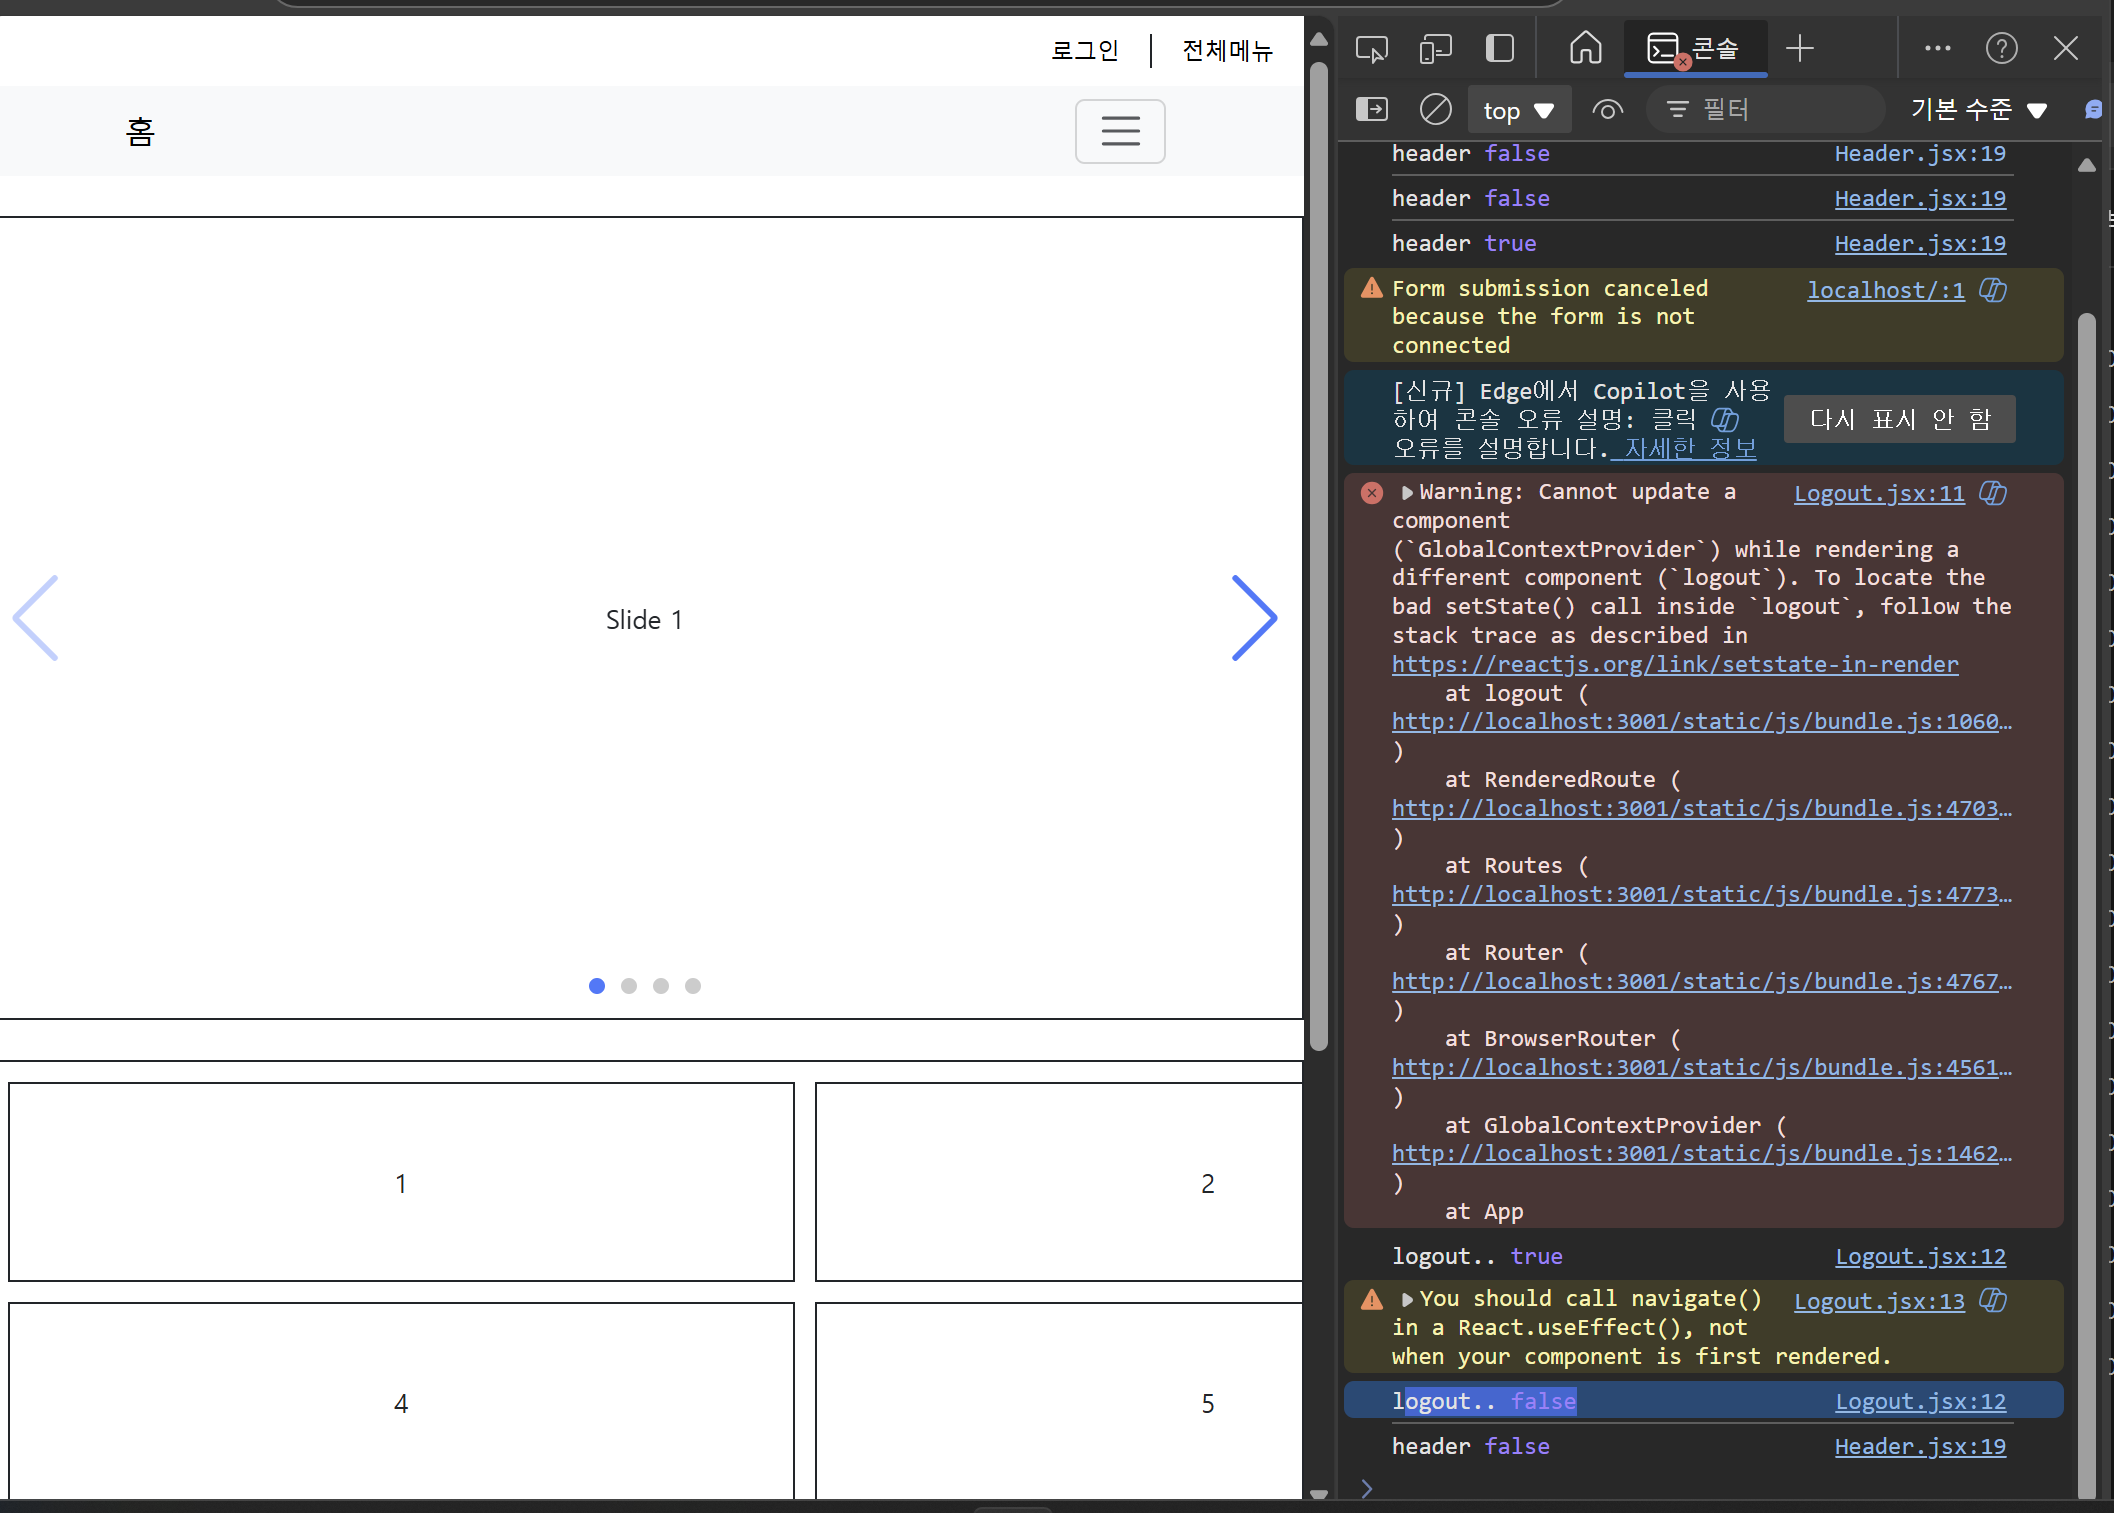 로그인 | 전체메뉴
홈
Slide 1
1
2
4
5
콘솔
top
필터
기본 수준
header false Header.jsx:19
header false Header.jsx:19
header true Header.jsx:19
Form submission canceled localhost/:1
because the form is not
connected
[신규] Edge에서 Copilot을 사용
하여 콘솔 오류 설명: 클릭
오류를 설명합니다. 자세한 정보
다시 표시 안 함
Warning: Cannot update a Logout.jsx:11
component
(`GlobalContextProvider`) while rendering a
different component (`logout`). To locate the
bad setState() call inside `logout`, follow the
stack trace as described in
https://reactjs.org/link/setstate-in-render
at logout (
http://localhost:3001/static/js/bundle.js:1060…
)
at RenderedRoute (
http://localhost:3001/static/js/bundle.js:4703…
)
at Routes (
http://localhost:3001/static/js/bundle.js:4773…
)
at Router (
http://localhost:3001/static/js/bundle.js:4767…
)
at BrowserRouter (
http://localhost:3001/static/js/bundle.js:4561…
)
at GlobalContextProvider (
http://localhost:3001/static/js/bundle.js:1462…
)
at App
logout.. true Logout.jsx:12
You should call navigate() Logout.jsx:13
in a React.useEffect(), not
when your component is first rendered.
logout.. false Logout.jsx:12
header false Header.jsx:19